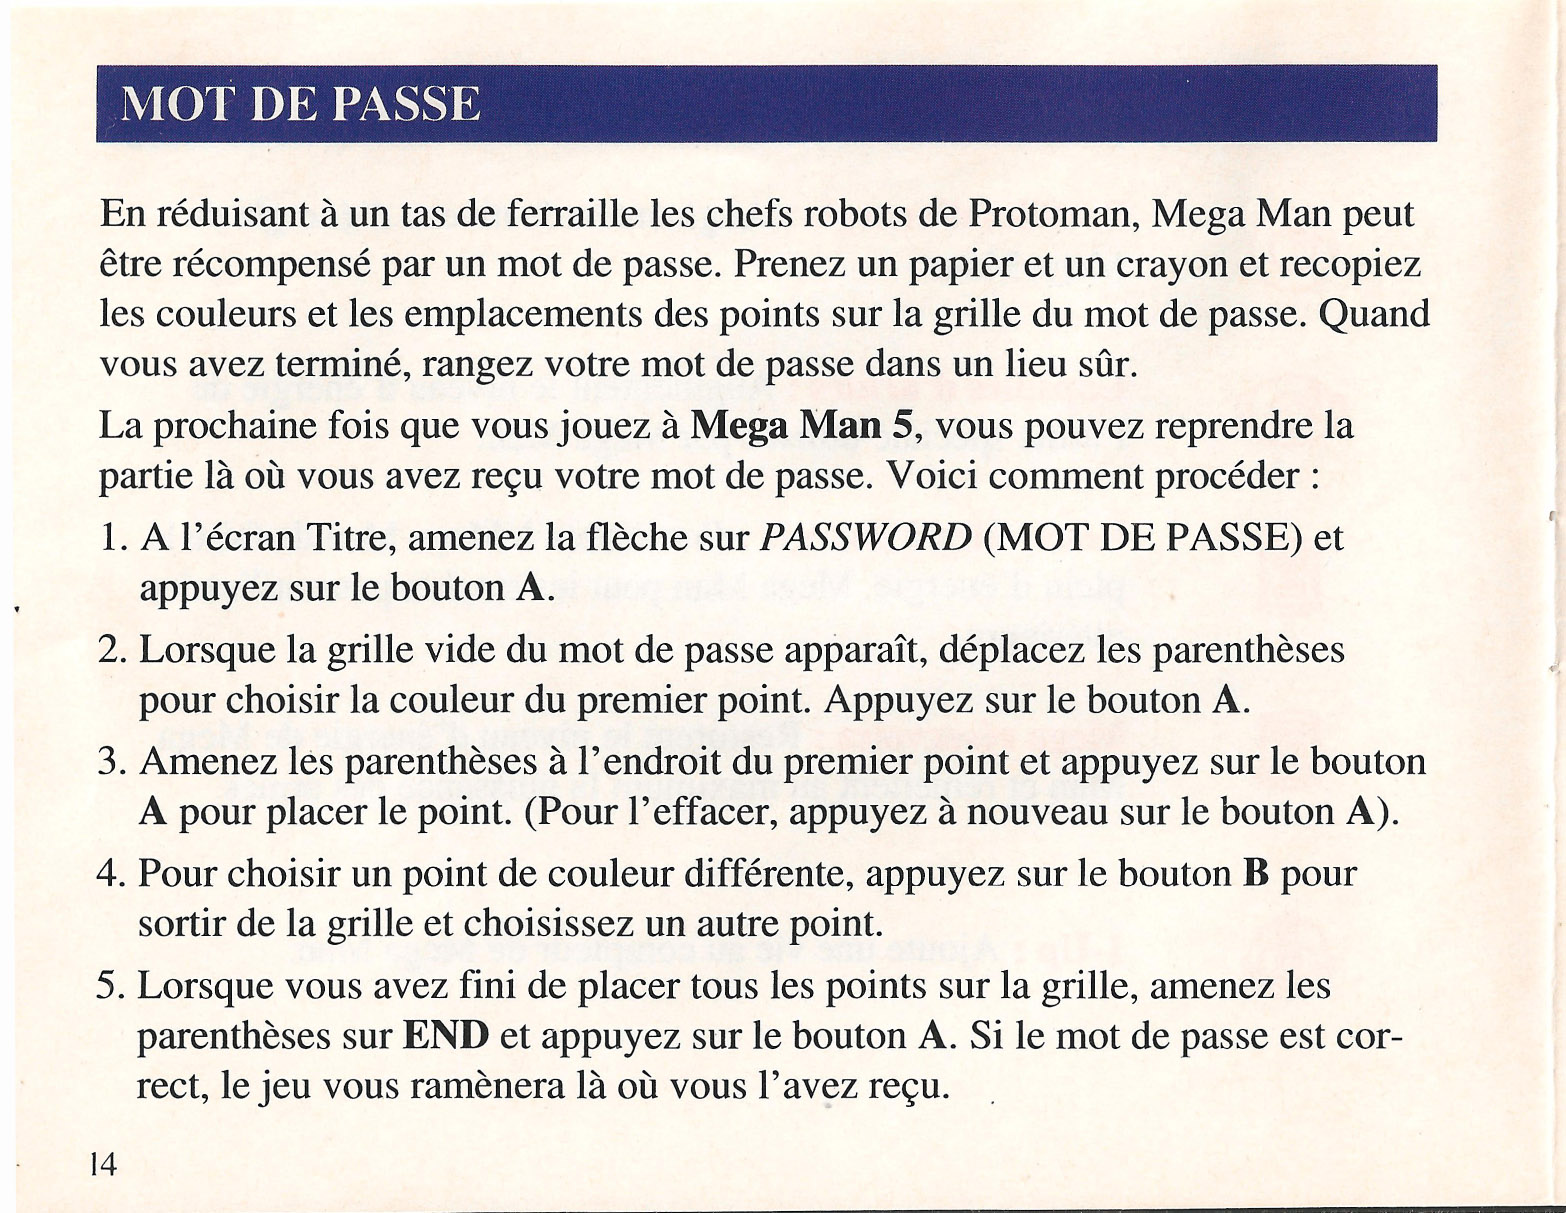 MOT DE PASSE
En réduisant à un tas de ferraille les chefs robots de Protoman, Mega Man peut
être récompensé par un mot de passe. Prenez un papier et un crayon et recopiez
les couleurs et les emplacements des points sur la grille du mot de passe. Quand
vous avez terminé, rangez votre mot de passe dans un lieu sûr.
La prochaine fois que vous jouez à Mega Man 5, vous pouvez reprendre la
partie là où vous avez reçu votre mot de passe. Voici comment procéder :
1. A l'écran Titre, amenez la flèche sur PASSWORD (MOT DE PASSE) et
appuyez sur le bouton A.
2. Lorsque la grille vide du mot de passe apparaît, déplacez les parenthèses
pour choisir la couleur du premier point. Appuyez sur le bouton A.
3. Amenez les parenthèses à l'endroit du premier point et appuyez sur le bouton
A pour placer le point. (Pour l'effacer, appuyez à nouveau sur le bouton A).
4. Pour choisir un point de couleur différente, appuyez sur le bouton B pour
sortir de la grille et choisissez un autre point.
5. Lorsque vous avez fini de placer tous les points sur la grille, amenez les
parenthèses sur END et appuyez sur le bouton A. Si le mot de passe est cor-
rect, le jeu vous ramènera là où vous l'avez reçu.
14